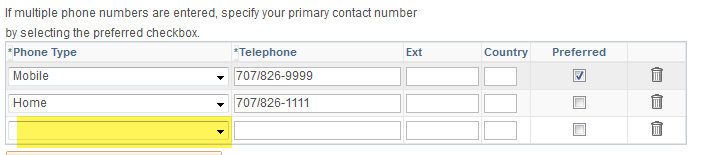 If multiple phone numbers are entered, specify your primary contact number
by selecting the preferred checkbox.
*Phone Type *Telephone Ext Country Preferred
Mobile 707/826-9999
Home 707/826-1111